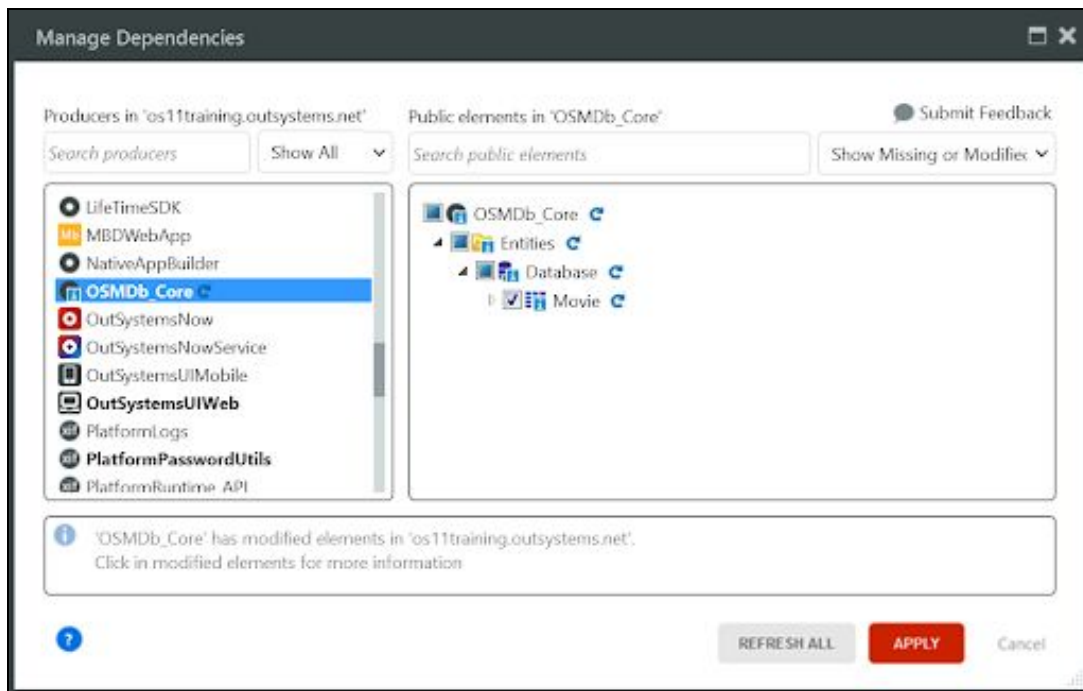 Manage Dependencies
Producers in 'os11training.outsystems.net'
Public elements in 'OSMDb_Core'
Submit Feedback
Search producers
Show All
Search public elements
Show Missing or Modifiec
LifeTimeSDK
MBDWebApp
NativeAppBuilder
OSMDb_Core
OutSystemsNow
OutSystemsNowService
OutSystemsUIMobile
OutSystemsUIWeb
PlatformLogs
PlatformPasswordUtils
PlatformRuntime_API
OSMDb_Core
Entities
Database
Movie
'OSMDb_Core' has modified elements in 'os11training.outsystems.net'.
Click in modified elements for more information
REFRESH ALL
APPLY
Cancel